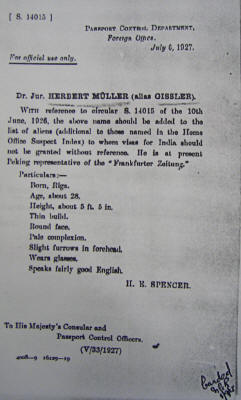 [ S. 14015 ]
PASSPORT CONTROL DEPARTMENT,
Foreign Office,
July 6, 1927.
For official use only.
Dr. Jur. HERBERT MÜLLER (alias GISSLER).
WITH reference to circular S. 14015 of the 10th
June, 1926, the above name should be added to the
list of aliens (additional to those named in the Home
Office Suspect Index) to whom visas for India should
not be granted without reference. He is at present
Peking representative of the "Frankfurter Zeitung."
Particulars:—
Born, Riga.
Age, about 28.
Height, about 5 ft. 5 in.
Thin build.
Round face.
Pale complexion.
Slight furrows in forehead.
Wears glasses.
Speaks fairly good English.
H. E. SPENCER.
To His Majesty's Consular and
Passport Control Officers.
(V/33/1927)
4008—9 16129—19
Carded